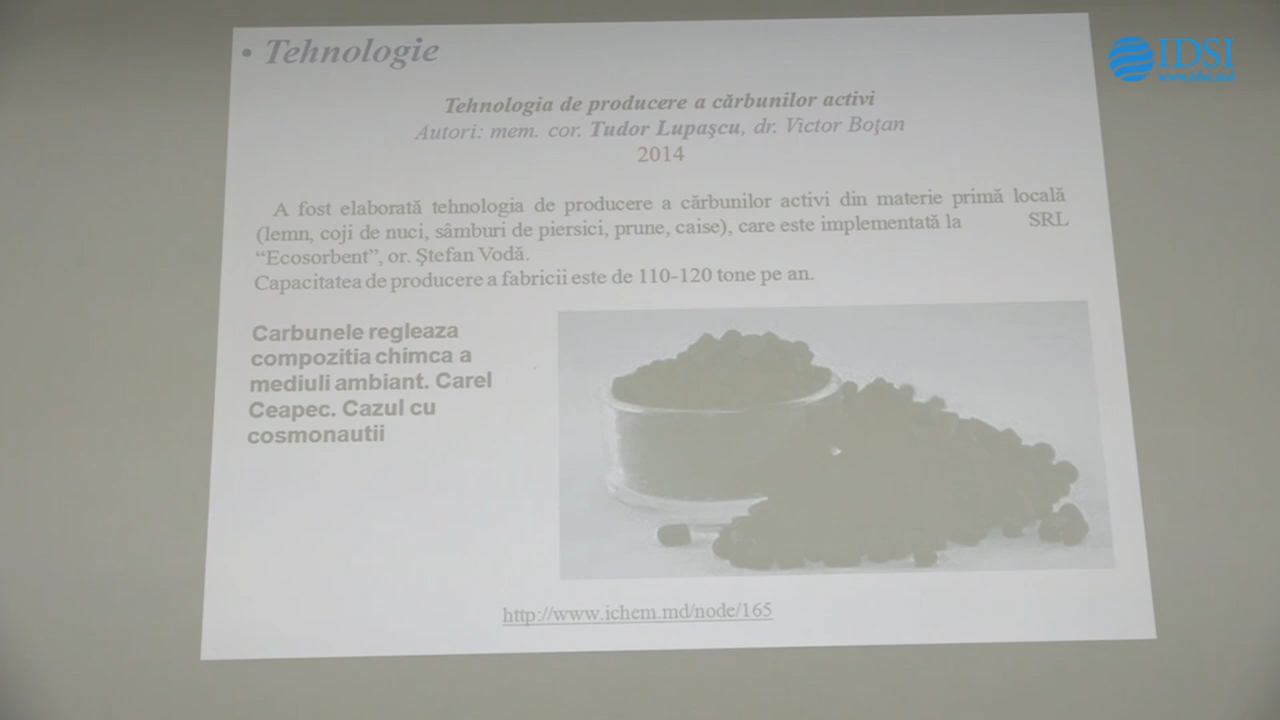 • Tehnologie
Tehnologia de producere a cărbunilor activi
Autori: mem. cor. Tudor Lupaşcu, dr. Victor Boţan
2014
A fost elaborată tehnologia de producere a cărbunilor activi din materie primă locală
(lemn, coji de nuci, sâmburi de piersici, prune, caise), care este implementată la SRL
“Ecosorbent”, or. Ştefan Vodă.
Capacitatea de producere a fabricii este de 110-120 tone pe an.
Carbunele regleaza
compozitia chimca a
mediuli ambiant. Carel
Ceapec. Cazul cu
cosmonautii
http://www.ichem.md/node/165
IDSI
www.idsi.md